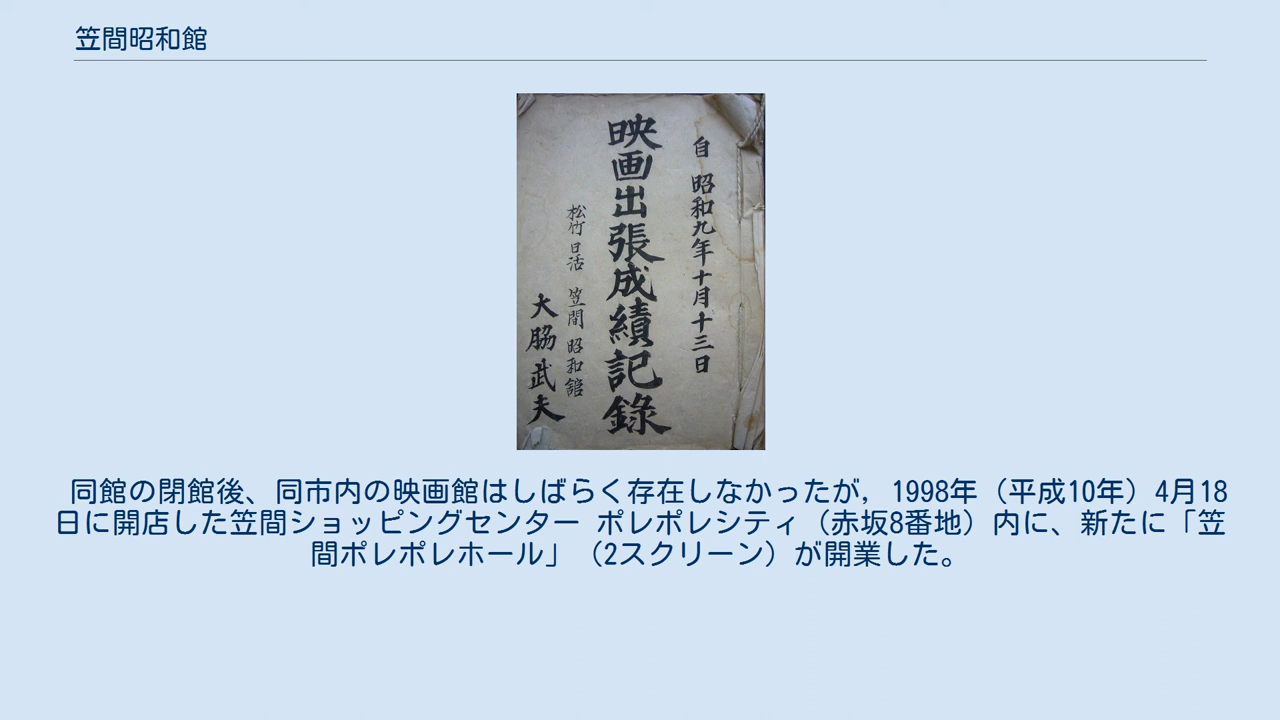 笠間昭和館
自 昭和九年十月十三日
映画出張成績記録
松竹 日活 笠間 昭和館
大脇武夫
同館の閉館後、同市内の映画館はしばらく存在しなかったが，1998年（平成10年）4月18
日に開店した笠間ショッピングセンター ポレポレシティ（赤坂8番地）内に、新たに「笠
間ポレポレホール」（2スクリーン）が開業した。